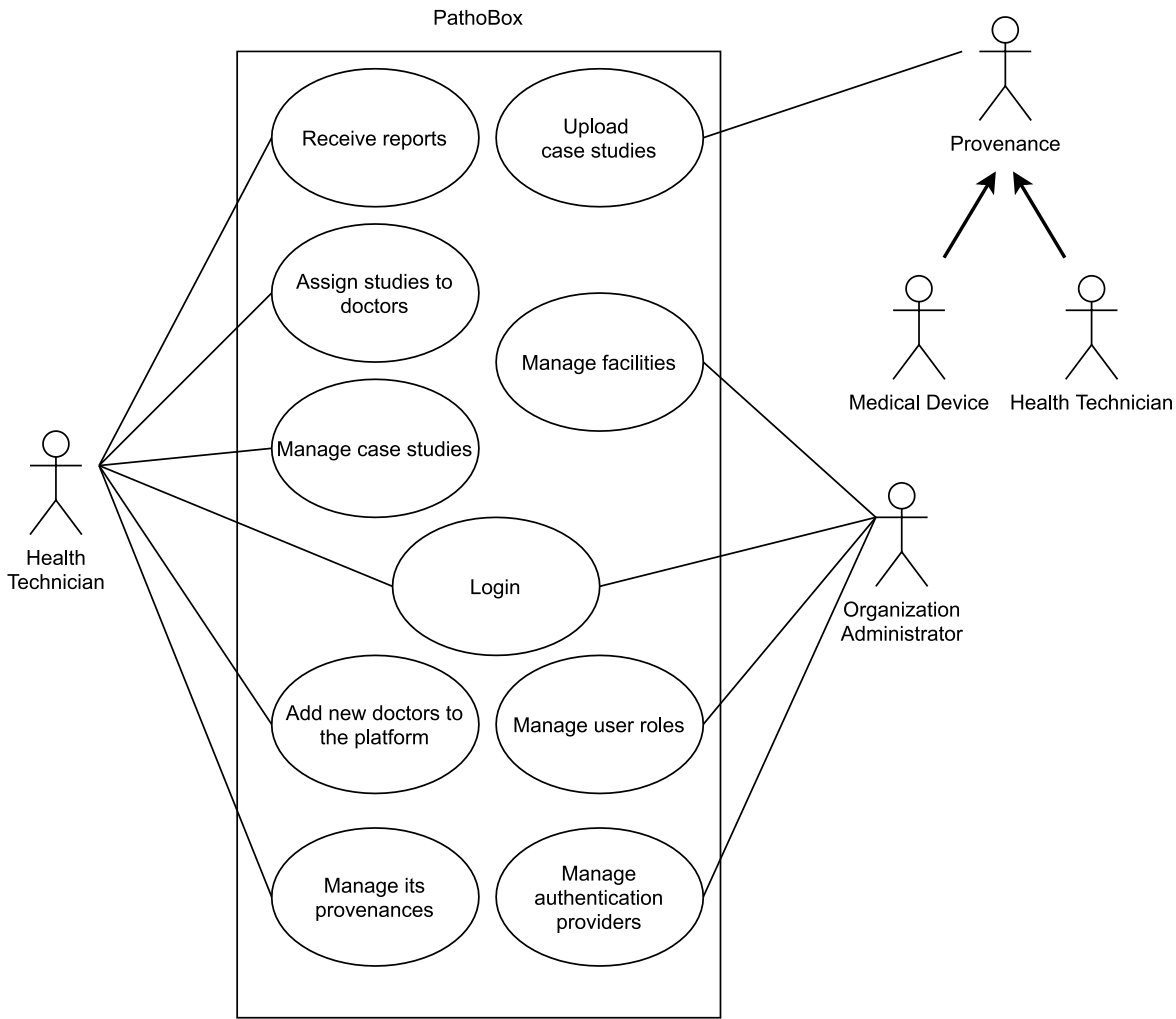 PathoBox
Receive reports
Upload
case studies
Provenance
Assign studies to
doctors
Manage facilities
Medical Device
Health Technician
Manage case studies
Health
Technician
Login
Organization
Administrator
Add new doctors to
the platform
Manage user roles
Manage its
provenances
Manage
authentication
providers